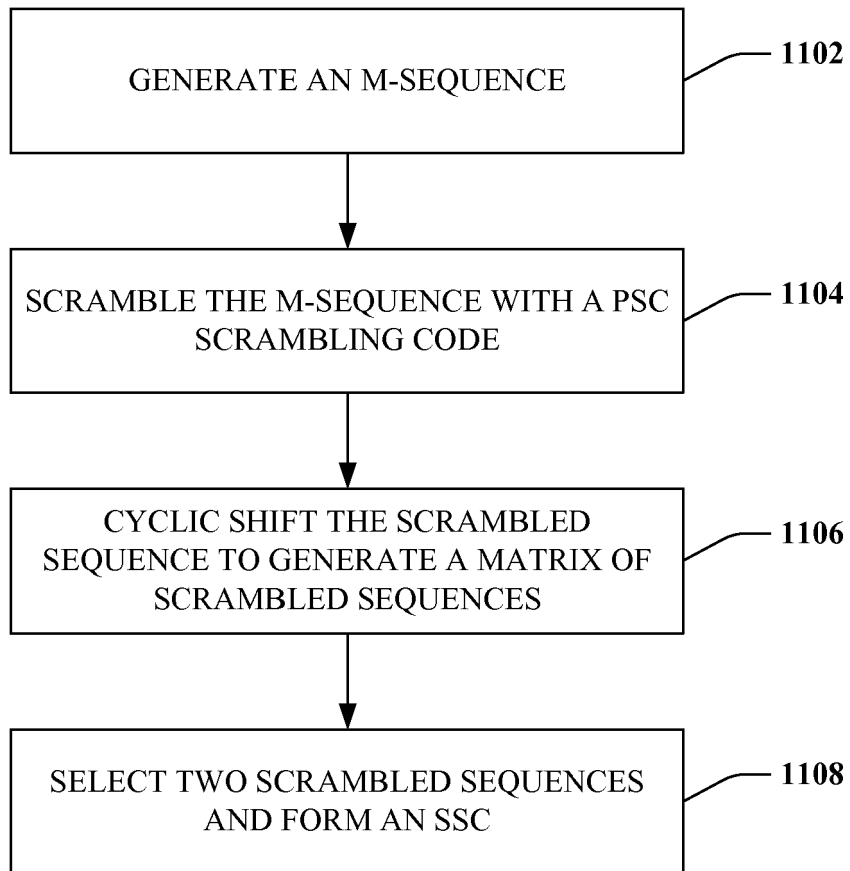 GENERATE AN M-SEQUENCE
1102
SCRAMBLE THE M-SEQUENCE WITH A PSC
SCRAMBLING CODE
1104
CYCLIC SHIFT THE SCRAMBLED
SEQUENCE TO GENERATE A MATRIX OF
SCRAMBLED SEQUENCES
1106
SELECT TWO SCRAMBLED SEQUENCES
AND FORM AN SSC
1108